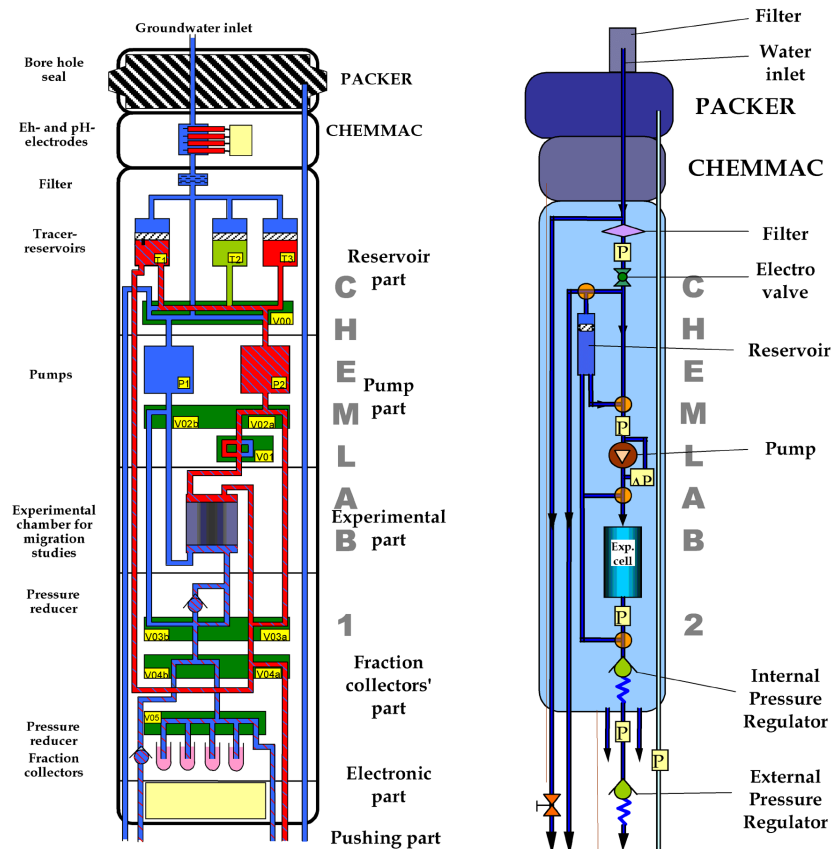 Groundwater inlet
Bore hole
seal
PACKER
Eh- and pH-
electrodes
CHEMMAC
Filter
Tracer-
reservoirs
T1
T2
T3
Reservoir
part
V00
Pumps
P1
P2
Pump
part
V02b
V02a
V01
Experimental
chamber for
migration
studies
Experimental
part
Pressure
reducer
V03b
V03a
V04b
V04a
Fraction
collectors'
part
V05
Pressure
reducer
Fraction
collectors
Electronic
part
Pushing part
C
H
E
M
L
A
B
1
Filter
Water
inlet
PACKER
CHEMMAC
Filter
P
Electro
valve
Reservoir
P
Pump
ΔP
Exp.
cell
P
Internal
Pressure
Regulator
P
P
External
Pressure
Regulator
C
H
E
M
L
A
B
2